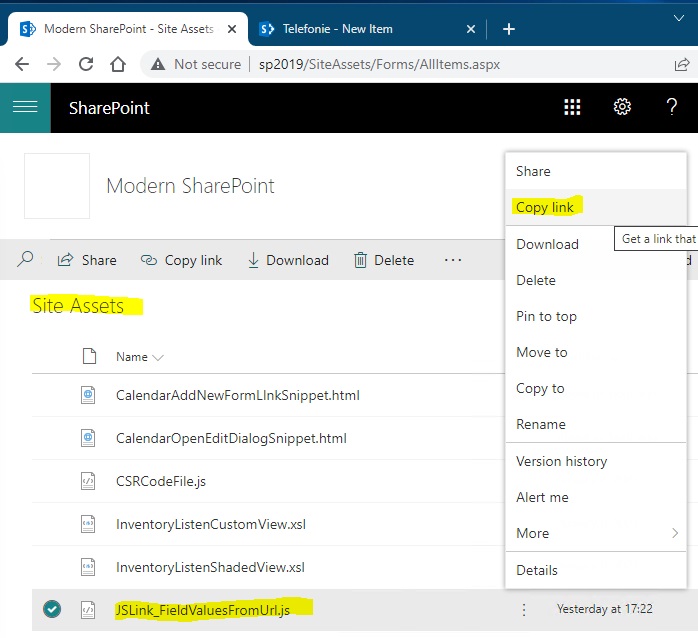 Modern SharePoint - Site Assets
Telefonie - New Item
Not secure
sp2019/SiteAssets/Forms/AllItems.aspx
SharePoint
?
Modern SharePoint
Share
Copy link
Download
Delete
···
Site Assets
Name
CalendarAddNewFormLInkSnippet.html
CalendarOpenEditDialogSnippet.html
CSRCodeFile.js
InventoryListenCustomView.xsl
InventoryListenShadedView.xsl
JSLink_FieldValuesFromUrl.js
Yesterday at 17:22
Share
Copy link
Get a link that
Download
Delete
Pin to top
Move to
Copy to
Rename
Version history
Alert me
More
Details